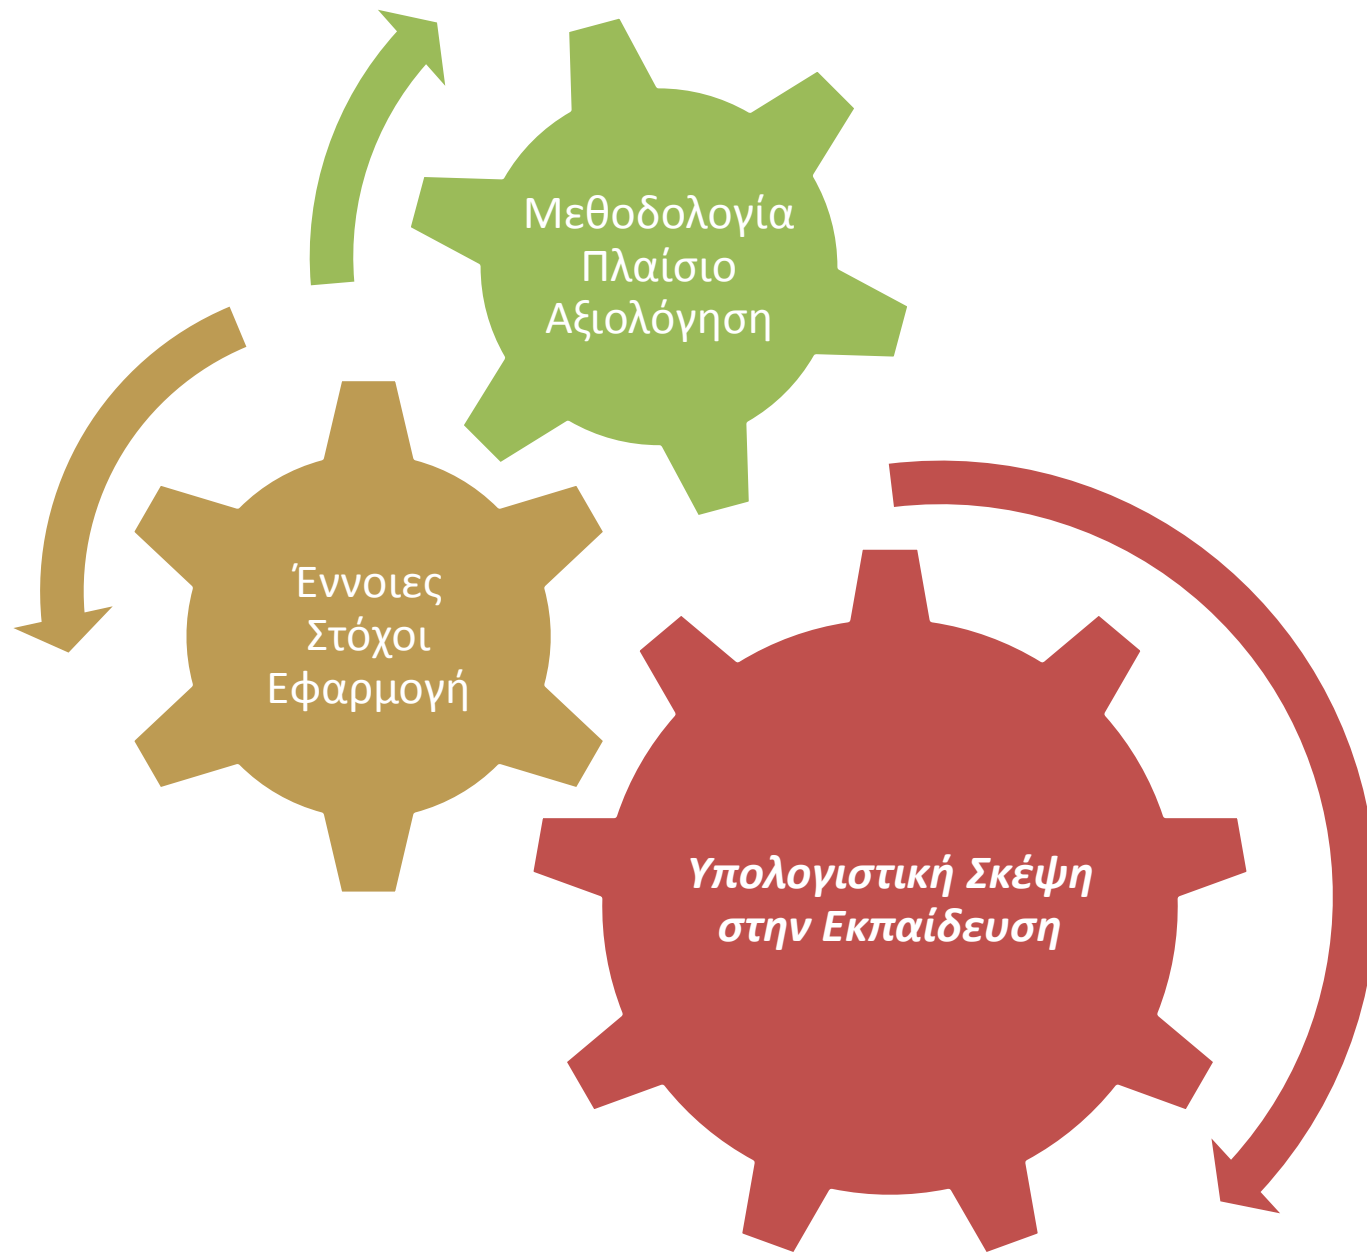 Μεθοδολογία
Πλαίσιο
Αξιολόγηση
Έννοιες
Στόχοι
Εφαρμογή
Υπολογιστική Σκέψη
στην Εκπαίδευση